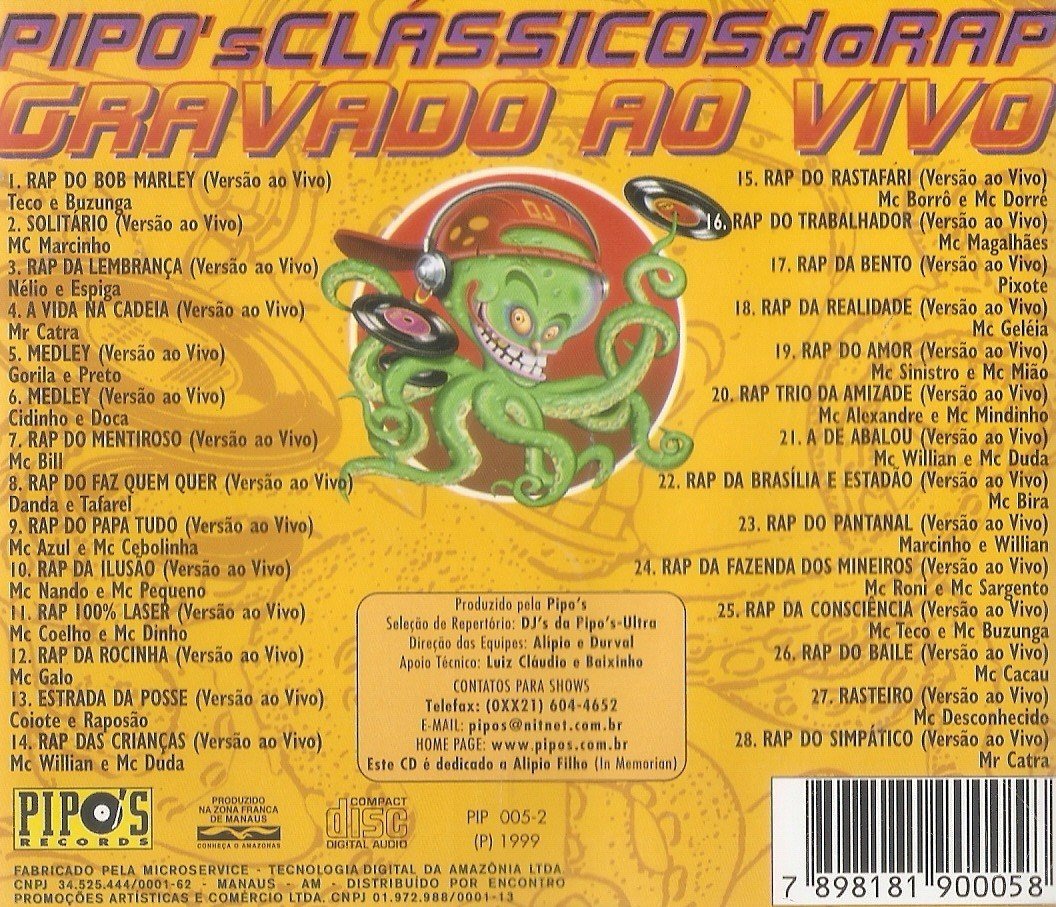 PIPO'sCLÁSSICOSdoRAP
GRAVADO AO VIVO
1. RAP DO BOB MARLEY (Versão ao Vivo)
Teco e Buzunga
2. SOLITÁRIO (Versão ao Vivo)
MC Marcinho
3. RAP DA LEMBRANÇA (Versão ao Vivo)
Nélio e Espiga
4. A VIDA NA CADEIA (Versão ao Vivo)
Mr Catra
5. MEDLEY (Versão ao Vivo)
Gorila e Preto
6. MEDLEY (Versão ao Vivo)
Cidinho e Doca
7. RAP DO MENTIROSO (Versão ao Vivo)
Mc Bill
8. RAP DO FAZ QUEM QUER (Versão ao Vivo)
Danda e Tafarel
9. RAP DO PAPA TUDO (Versão ao Vivo)
Mc Azul e Mc Cebolinha
10. RAP DA ILUSÃO (Versão ao Vivo)
Mc Nando e Mc Pequeno
11. RAP 100% LASER (Versão ao Vivo)
Mc Coelho e Mc Dinho
12. RAP DA ROCINHA (Versão ao Vivo)
Mc Galo
13. ESTRADA DA POSSE (Versão ao Vivo)
Coiote e Raposão
14. RAP DAS CRIANÇAS (Versão ao Vivo)
Mc Willian e Mc Duda
DJ
15. RAP DO RASTAFARI (Versão ao Vivo)
Mc Borrô e Mc Dorré
16. RAP DO TRABALHADOR (Versão ao Vivo)
Mc Magalhães
17. RAP DA BENTO (Versão ao Vivo)
Pixote
18. RAP DA REALIDADE (Versão ao Vivo)
Mc Geléia
19. RAP DO AMOR (Versão ao Vivo)
Mc Sinistro e Mc Mião
20. RAP TRIO DA AMIZADE (Versão ao Vivo)
Mc Alexandre e Mc Mindinho
21. A DE ABALOU (Versão ao Vivo)
Mc Willian e Mc Duda
22. RAP DA BRASÍLIA E ESTADÃO (Versão ao Vivo)
Mc Bira
23. RAP DO PANTANAL (Versão ao Vivo)
Marcinho e Willian
24. RAP DA FAZENDA DOS MINEIROS (Versão ao Vivo)
Mc Roni e Mc Sargento
25. RAP DA CONSCIÊNCIA (Versão ao Vivo)
Mc Teco e Mc Buzunga
26. RAP DO BAILE (Versão ao Vivo)
Mc Cacau
27. RASTEIRO (Versão ao Vivo)
Mc Desconhecido
28. RAP DO SIMPÁTICO (Versão ao Vivo)
Mr Catra
Produzido pela Pipo's
Seleção de Repertório: DJ's da Pipo's-Ultra
Direção das Equipes: Alipio e Durval
Apoio Técnico: Luiz Cláudio e Baixinho
CONTATOS PARA SHOWS
Telefax: (0XX21) 604-4652
E-MAIL: pipos@nitnet.com.br
HOME PAGE: www.pipos.com.br
Este CD é dedicado a Alipio Filho (In Memorian)
PIPO'S
RECORDS
PRODUZIDO
NA ZONA FRANCA
DE MANAUS
CONHEÇA O AMAZONAS
COMPACT
disc
DIGITAL AUDIO
PIP 005-2
(P) 1999
FABRICADO PELA MICROSERVICE - TECNOLOGIA DIGITAL DA AMAZÔNIA LTDA.
CNPJ 34.525.444/0001-62 - MANAUS - AM - DISTRIBUÍDO POR ENCONTRO
PROMOÇÕES ARTÍSTICAS E COMÉRCIO LTDA. CNPJ 01.972.988/0001-13
7 898181 900058